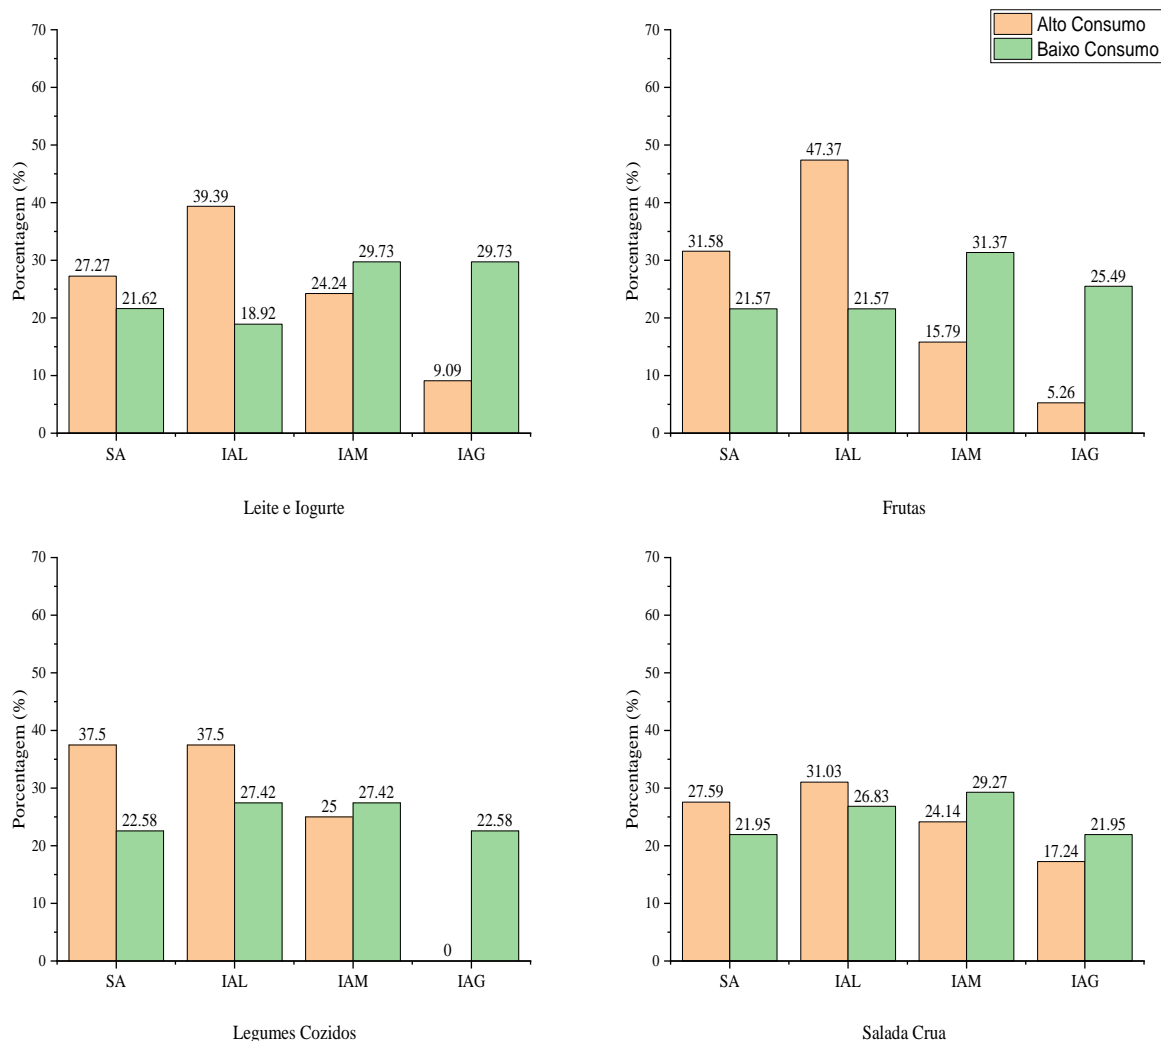 Alto Consumo
Baixo Consumo
70
60
50
40
30
20
10
0
Porcentagem (%)
27.27
21.62
39.39
18.92
24.24
29.73
9.09
29.73
SA
IAL
IAM
IAG
Leite e Iogurte
70
60
50
40
30
20
10
0
Porcentagem (%)
31.58
21.57
47.37
21.57
15.79
31.37
5.26
25.49
SA
IAL
IAM
IAG
Frutas
70
60
50
40
30
20
10
0
Porcentagem (%)
37.5
22.58
37.5
27.42
25
27.42
0
22.58
SA
IAL
IAM
IAG
Legumes Cozidos
70
60
50
40
30
20
10
0
Porcentagem (%)
27.59
21.95
31.03
26.83
24.14
29.27
17.24
21.95
SA
IAL
IAM
IAG
Salada Crua